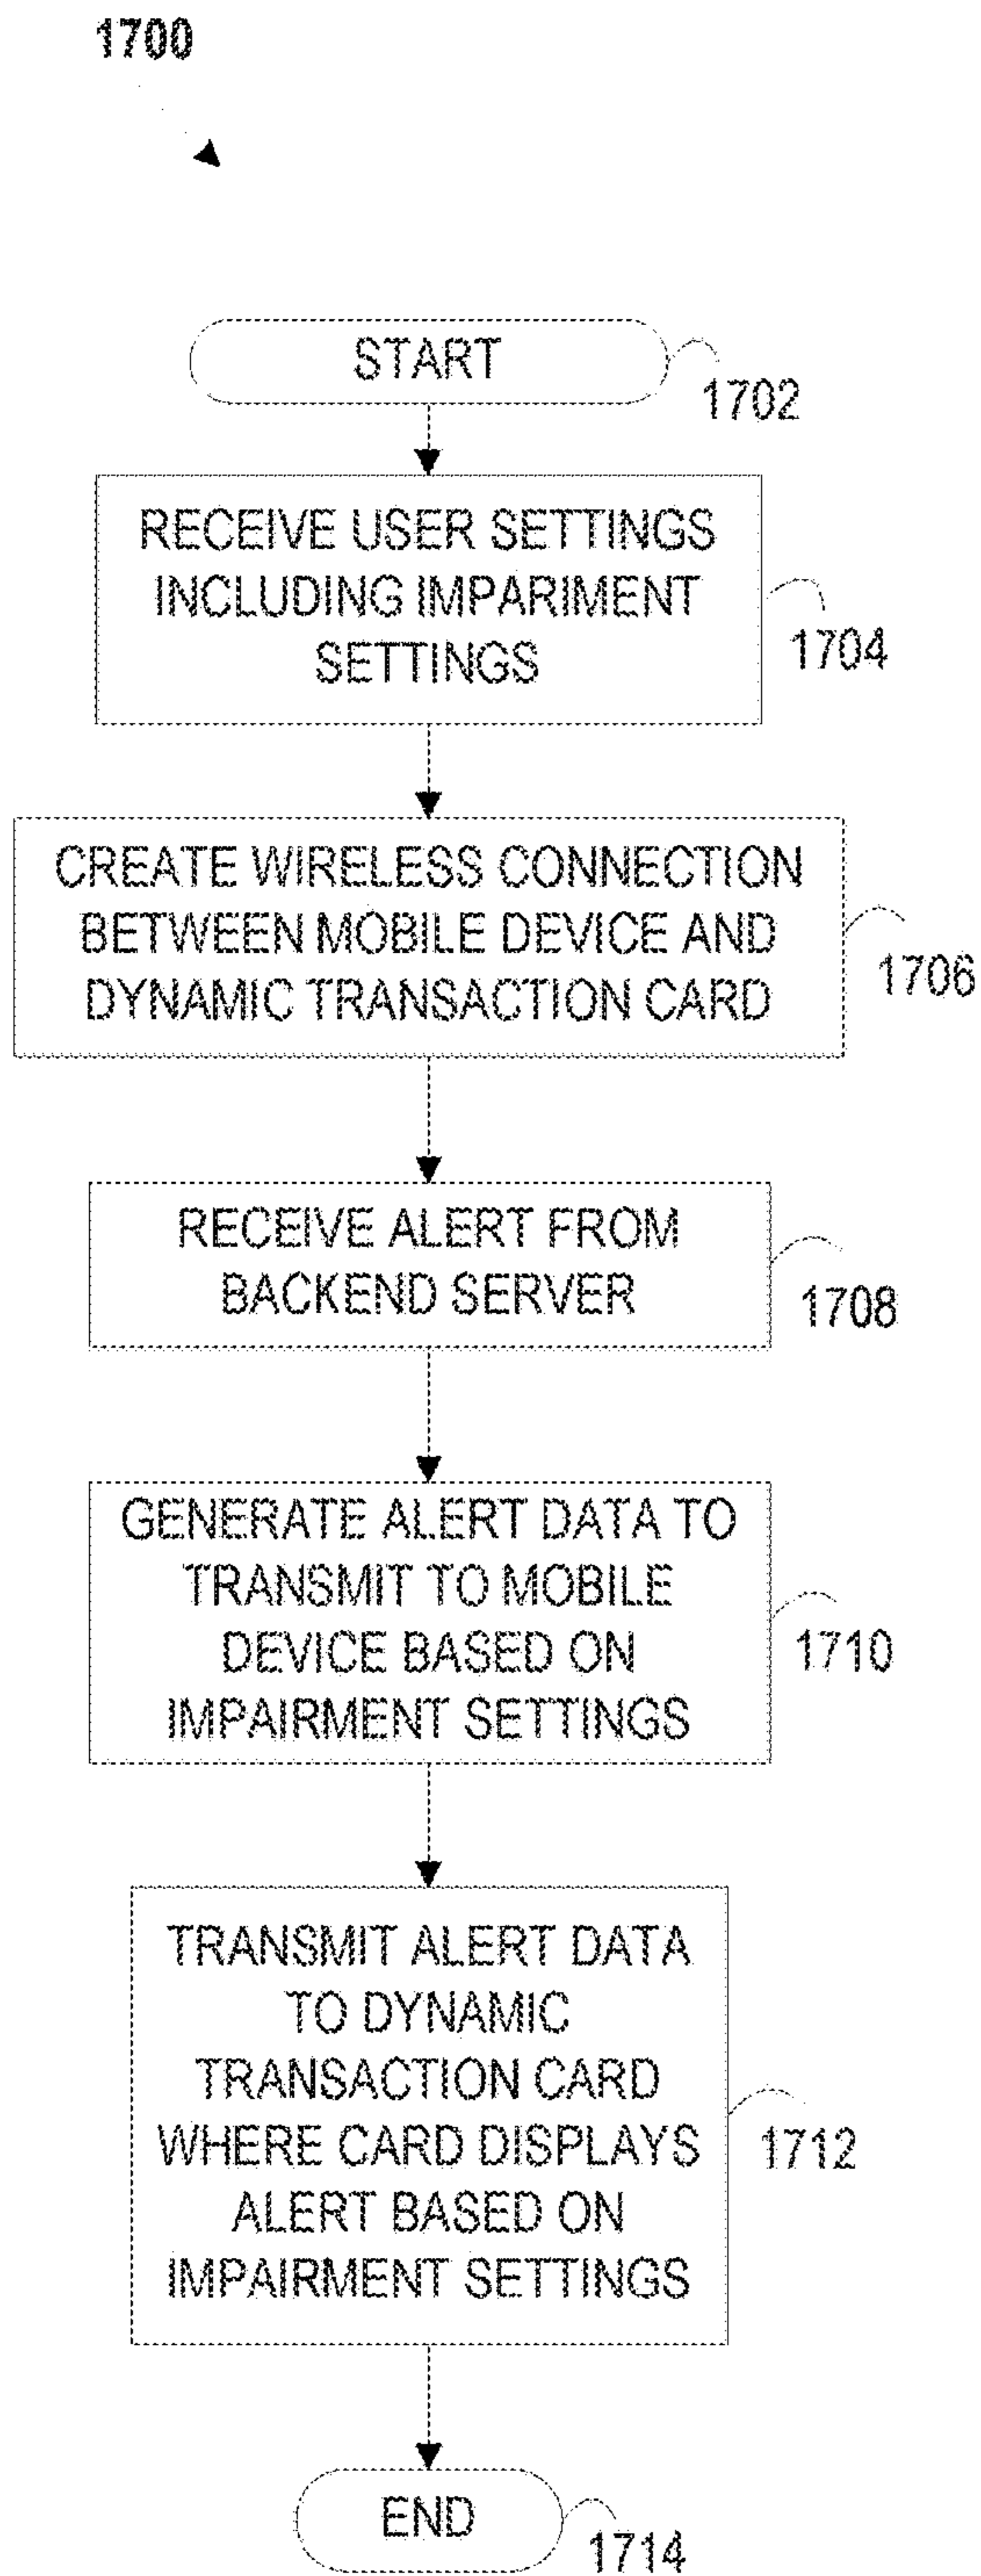 1700
START
1702
RECEIVE USER SETTINGS
INCLUDING IMPARIMENT
SETTINGS
1704
CREATE WIRELESS CONNECTION
BETWEEN MOBILE DEVICE AND
DYNAMIC TRANSACTION CARD
1706
RECEIVE ALERT FROM
BACKEND SERVER
1708
GENERATE ALERT DATA TO
TRANSMIT TO MOBILE
DEVICE BASED ON
IMPAIRMENT SETTINGS
1710
TRANSMIT ALERT DATA
TO DYNAMIC
TRANSACTION CARD
WHERE CARD DISPLAYS
ALERT BASED ON
IMPAIRMENT SETTINGS
1712
END
1714